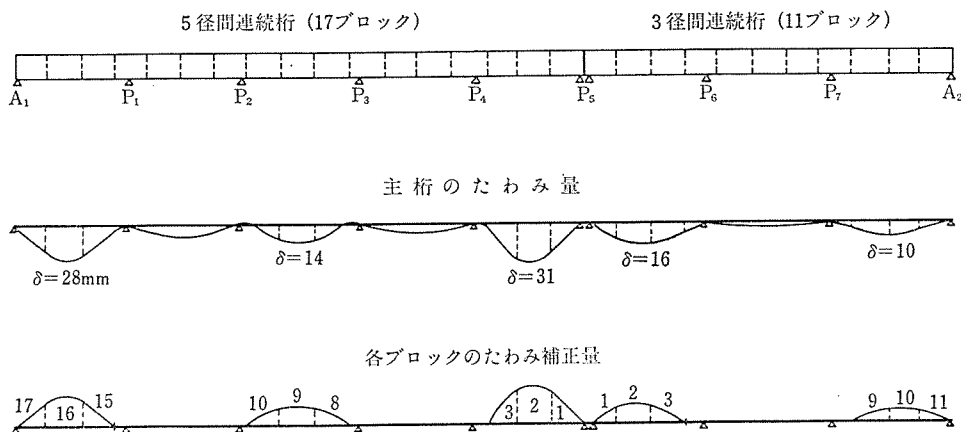 5径間連続桁 (17ブロック) 3径間連続桁 (11ブロック)
A₁ P₁ P₂ P₃ P₄ P₅ P₆ P₇ A₂
主桁のたわみ量
δ=28mm δ=14 δ=31 δ=16 δ=10
各ブロックのたわみ補正量
17 16 15 10 9 8 3 2 1 1 2 3 9 10 11